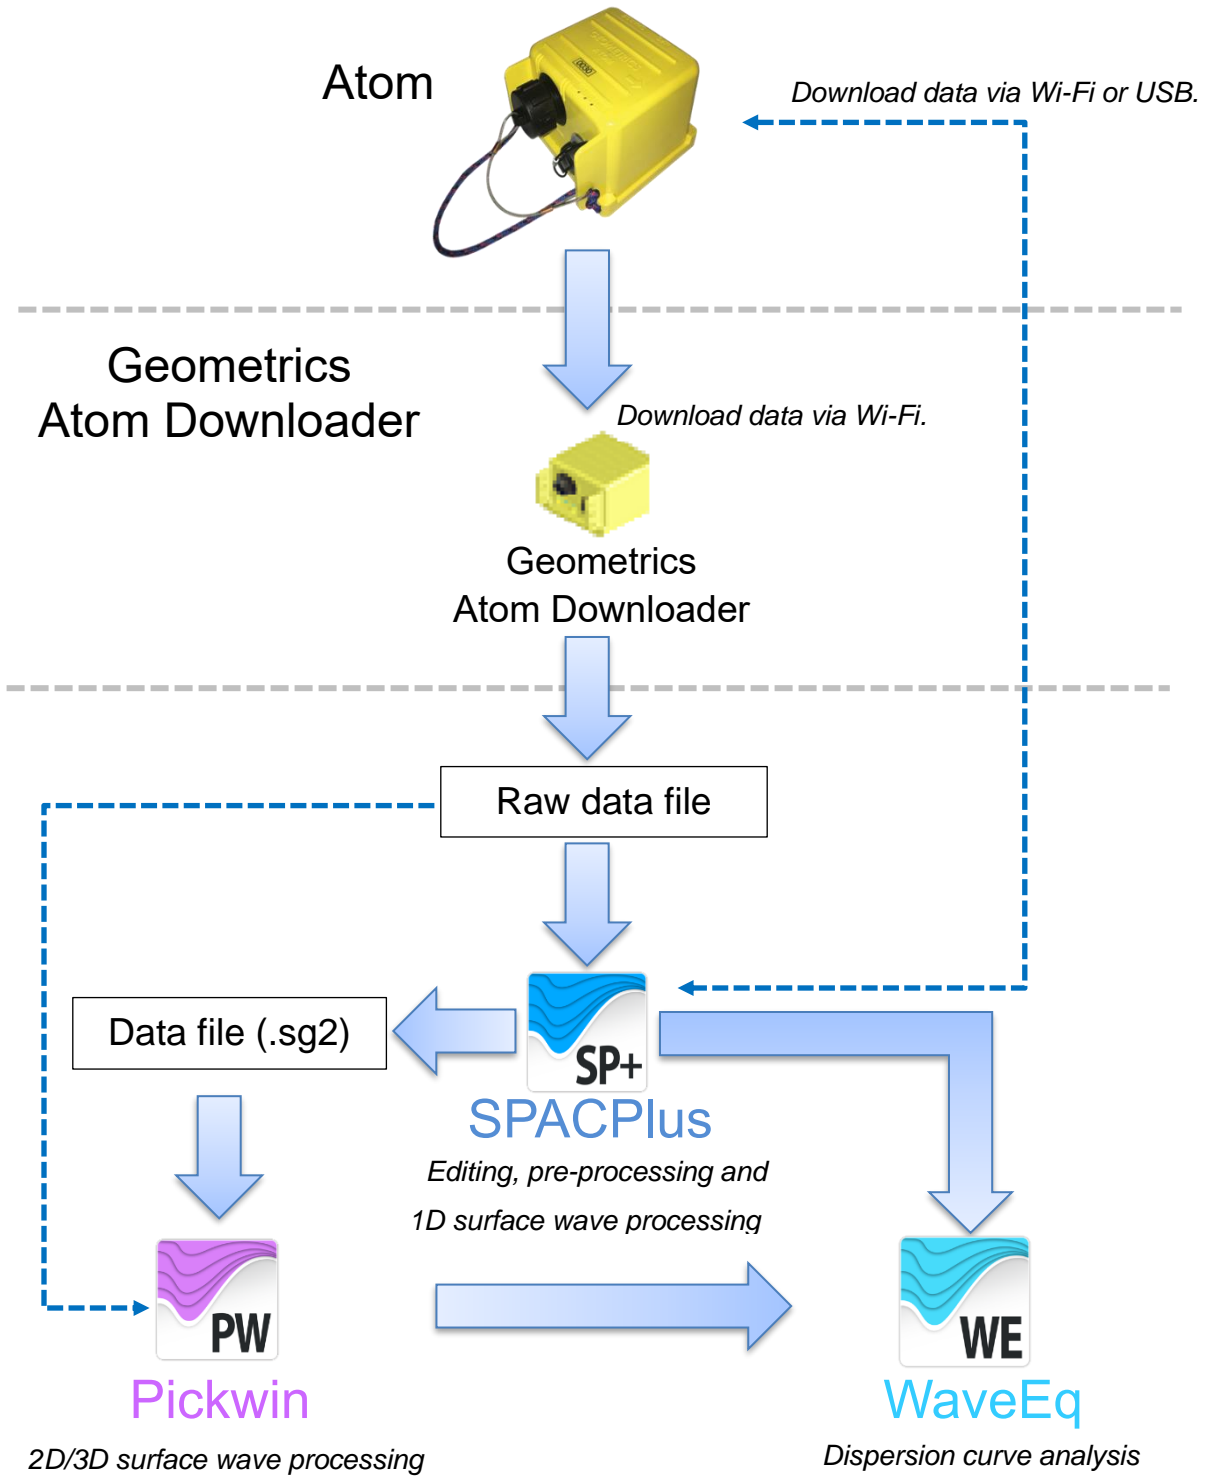 Atom
Download data via Wi-Fi or USB.
Geometrics
Atom Downloader
Download data via Wi-Fi.
Geometrics
Atom Downloader
Raw data file
Data file (.sg2)
SP+
SPACPlus
Editing, pre-processing and
1D surface wave processing
PW
Pickwin
2D/3D surface wave processing
WE
WaveEq
Dispersion curve analysis